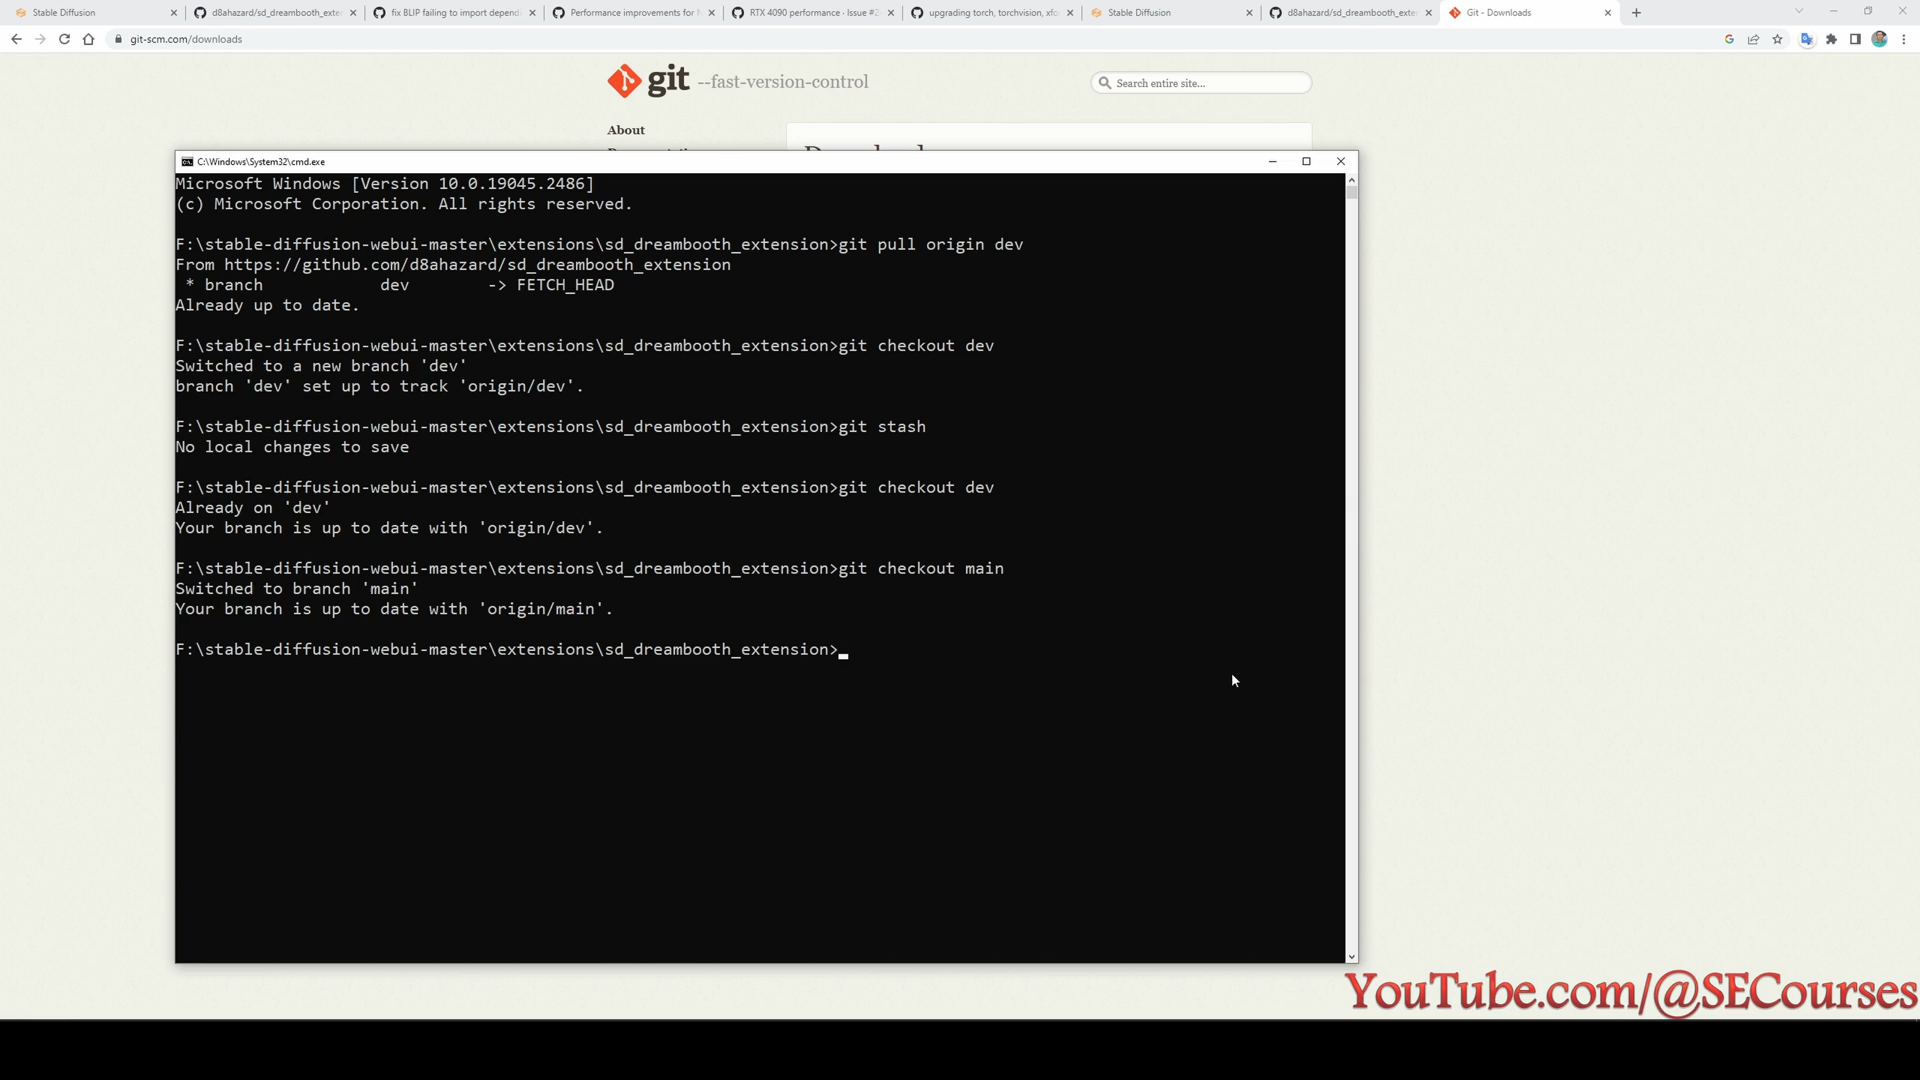 Stable Diffusion
d8ahazard/sd_dreambooth_exte
fix BLIP failing to import depend
Performance improvements for
RTX 4090 performance · Issue #2
upgrading torch, torchvision, xfo
Stable Diffusion
d8ahazard/sd_dreambooth_exte
Git - Downloads
git-scm.com/downloads
git --fast-version-control
Search entire site...
About
C:\Windows\System32\cmd.exe
Microsoft Windows [Version 10.0.19045.2486]
(c) Microsoft Corporation. All rights reserved.
F:\stable-diffusion-webui-master\extensions\sd_dreambooth_extension>git pull origin dev
From https://github.com/d8ahazard/sd_dreambooth_extension
* branch dev -> FETCH_HEAD
Already up to date.
F:\stable-diffusion-webui-master\extensions\sd_dreambooth_extension>git checkout dev
Switched to a new branch 'dev'
branch 'dev' set up to track 'origin/dev'.
F:\stable-diffusion-webui-master\extensions\sd_dreambooth_extension>git stash
No local changes to save
F:\stable-diffusion-webui-master\extensions\sd_dreambooth_extension>git checkout dev
Already on 'dev'
Your branch is up to date with 'origin/dev'.
F:\stable-diffusion-webui-master\extensions\sd_dreambooth_extension>git checkout main
Switched to branch 'main'
Your branch is up to date with 'origin/main'.
F:\stable-diffusion-webui-master\extensions\sd_dreambooth_extension>
YouTube.com/@SECourses